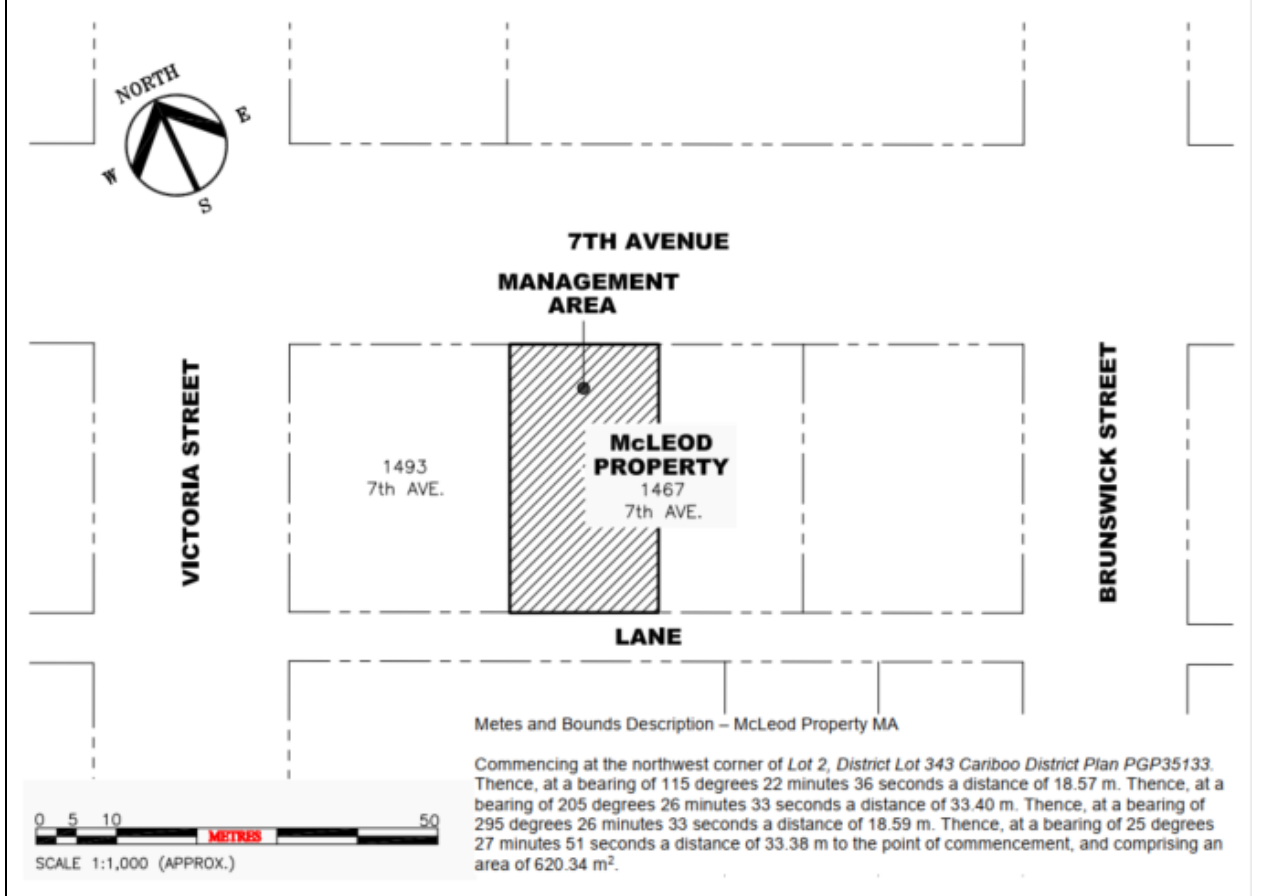 NORTH
E
W
S
7TH AVENUE
MANAGEMENT
AREA
VICTORIA STREET
1493
7th AVE.
McLEOD
PROPERTY
1467
7th AVE.
BRUNSWICK STREET
LANE
Metes and Bounds Description – McLeod Property MA
Commencing at the northwest corner of Lot 2, District Lot 343 Cariboo District Plan PGP35133.
Thence, at a bearing of 115 degrees 22 minutes 36 seconds a distance of 18.57 m. Thence, at a
bearing of 205 degrees 26 minutes 33 seconds a distance of 33.40 m. Thence, at a bearing of
295 degrees 26 minutes 33 seconds a distance of 18.59 m. Thence, at a bearing of 25 degrees
27 minutes 51 seconds a distance of 33.38 m to the point of commencement, and comprising an
area of 620.34 m².
0 5 10 50
METRES
SCALE 1:1,000 (APPROX.)